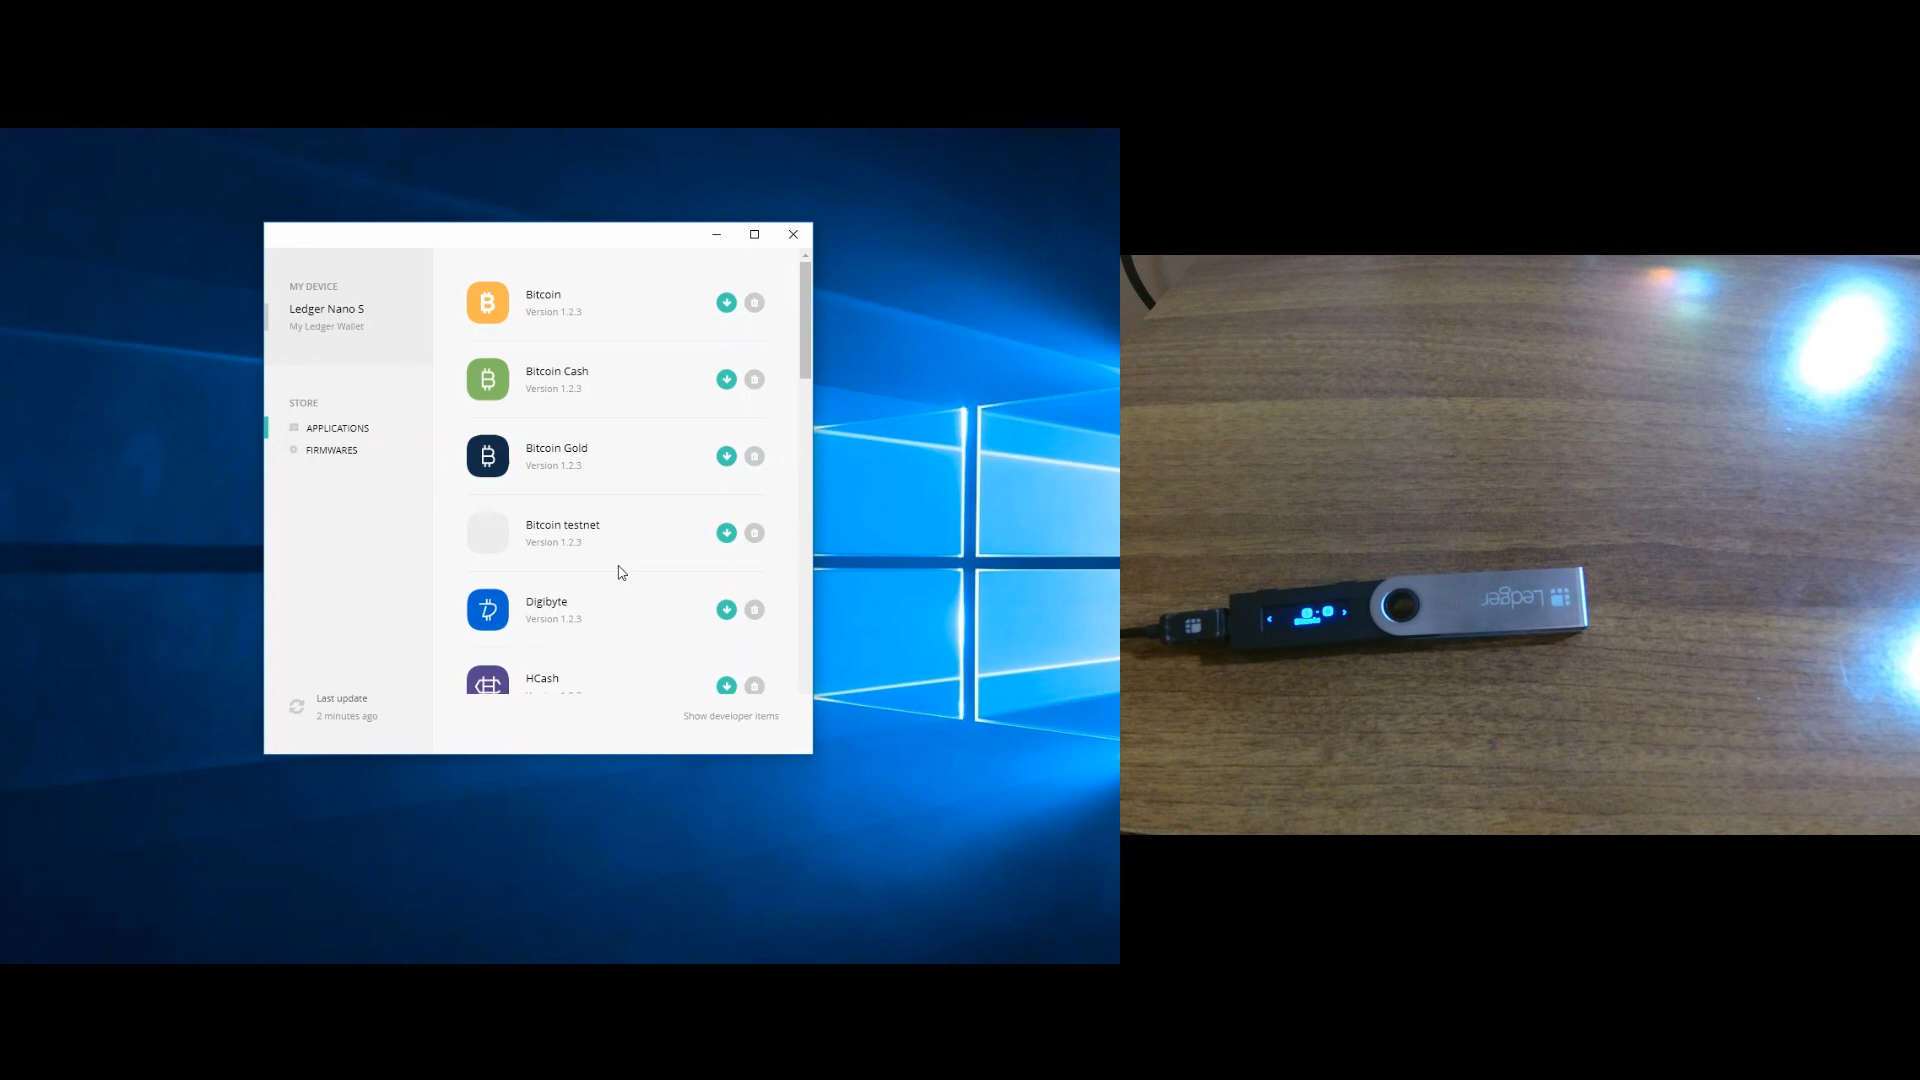 MY DEVICE
Ledger Nano S
My Ledger Wallet
STORE
APPLICATIONS
FIRMWARES
Last update
2 minutes ago
Bitcoin
Version 1.2.3
Bitcoin Cash
Version 1.2.3
Bitcoin Gold
Version 1.2.3
Bitcoin testnet
Version 1.2.3
Digibyte
Version 1.2.3
HCash
Show developer items
Ledger